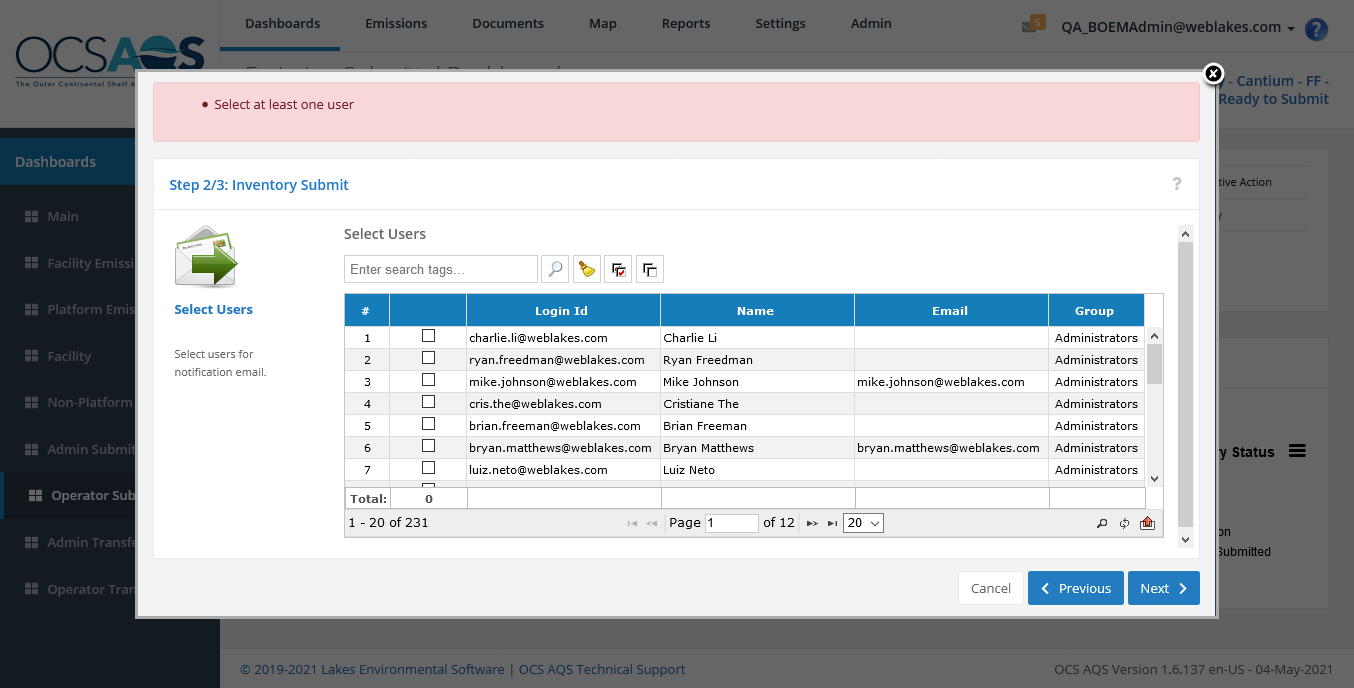 Dashboards
Emissions
Documents
Map
Reports
Settings
Admin
5
QA_BOEMAdmin@weblakes.com
?
OCSAQS
The Outer Continental Shelf A
- Cantium - FF -
Ready to Submit
Select at least one user
Dashboards
Step 2/3: Inventory Submit
?
tive Action
Main
Facility Emissi
Platform Emis
Facility
Non-Platform
Admin Submit
Operator Sub
Admin Transfe
Operator Tran
Select Users
Select users for
notification email.
Select Users
Enter search tags...
# Login Id Name Email Group
1 charlie.li@weblakes.com Charlie Li Administrators
2 ryan.freedman@weblakes.com Ryan Freedman Administrators
3 mike.johnson@weblakes.com Mike Johnson mike.johnson@weblakes.com Administrators
4 cris.the@weblakes.com Cristiane The Administrators
5 brian.freeman@weblakes.com Brian Freeman Administrators
6 bryan.matthews@weblakes.com Bryan Matthews bryan.matthews@weblakes.com Administrators
7 luiz.neto@weblakes.com Luiz Neto Administrators
Total: 0
1 - 20 of 231
Page 1 of 12
20
y Status
on
Submitted
Cancel
Previous
Next
© 2019-2021 Lakes Environmental Software | OCS AQS Technical Support
OCS AQS Version 1.6.137 en-US - 04-May-2021